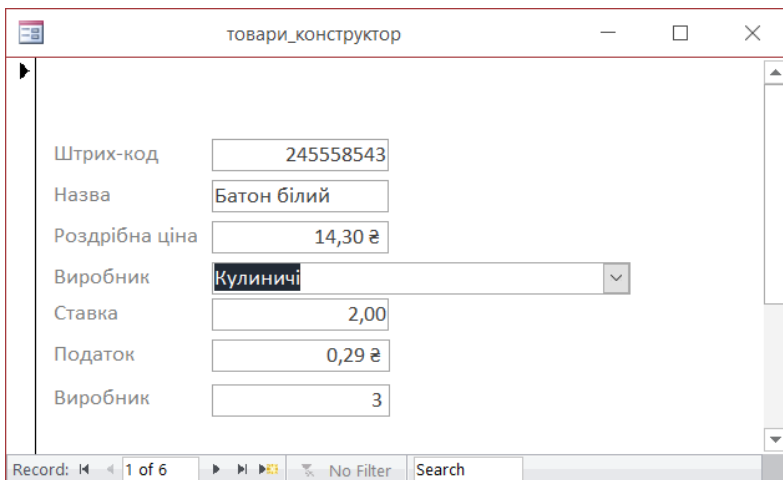 товари_конструктор
Штрих-код 245558543
Назва Батон білий
Роздрібна ціна 14,30 ₴
Виробник Кулиничі
Ставка 2,00
Податок 0,29 ₴
Виробник 3
Record: 1 of 6 No Filter Search